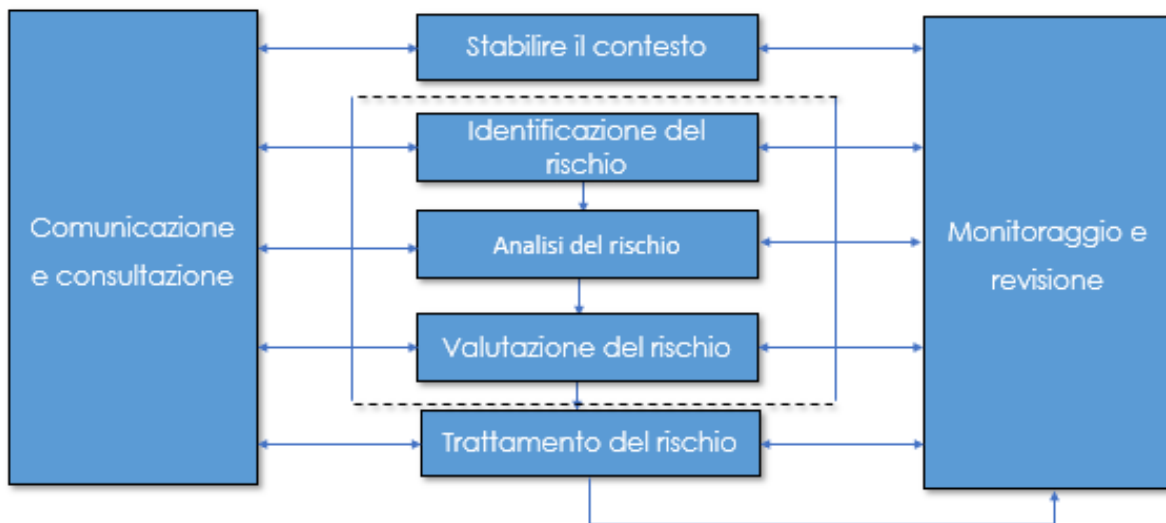 Stabilire il contesto
Identificazione del
rischio
Comunicazione
e consultazione
Analisi del rischio
Monitoraggio e
revisione
Valutazione del rischio
Trattamento del rischio